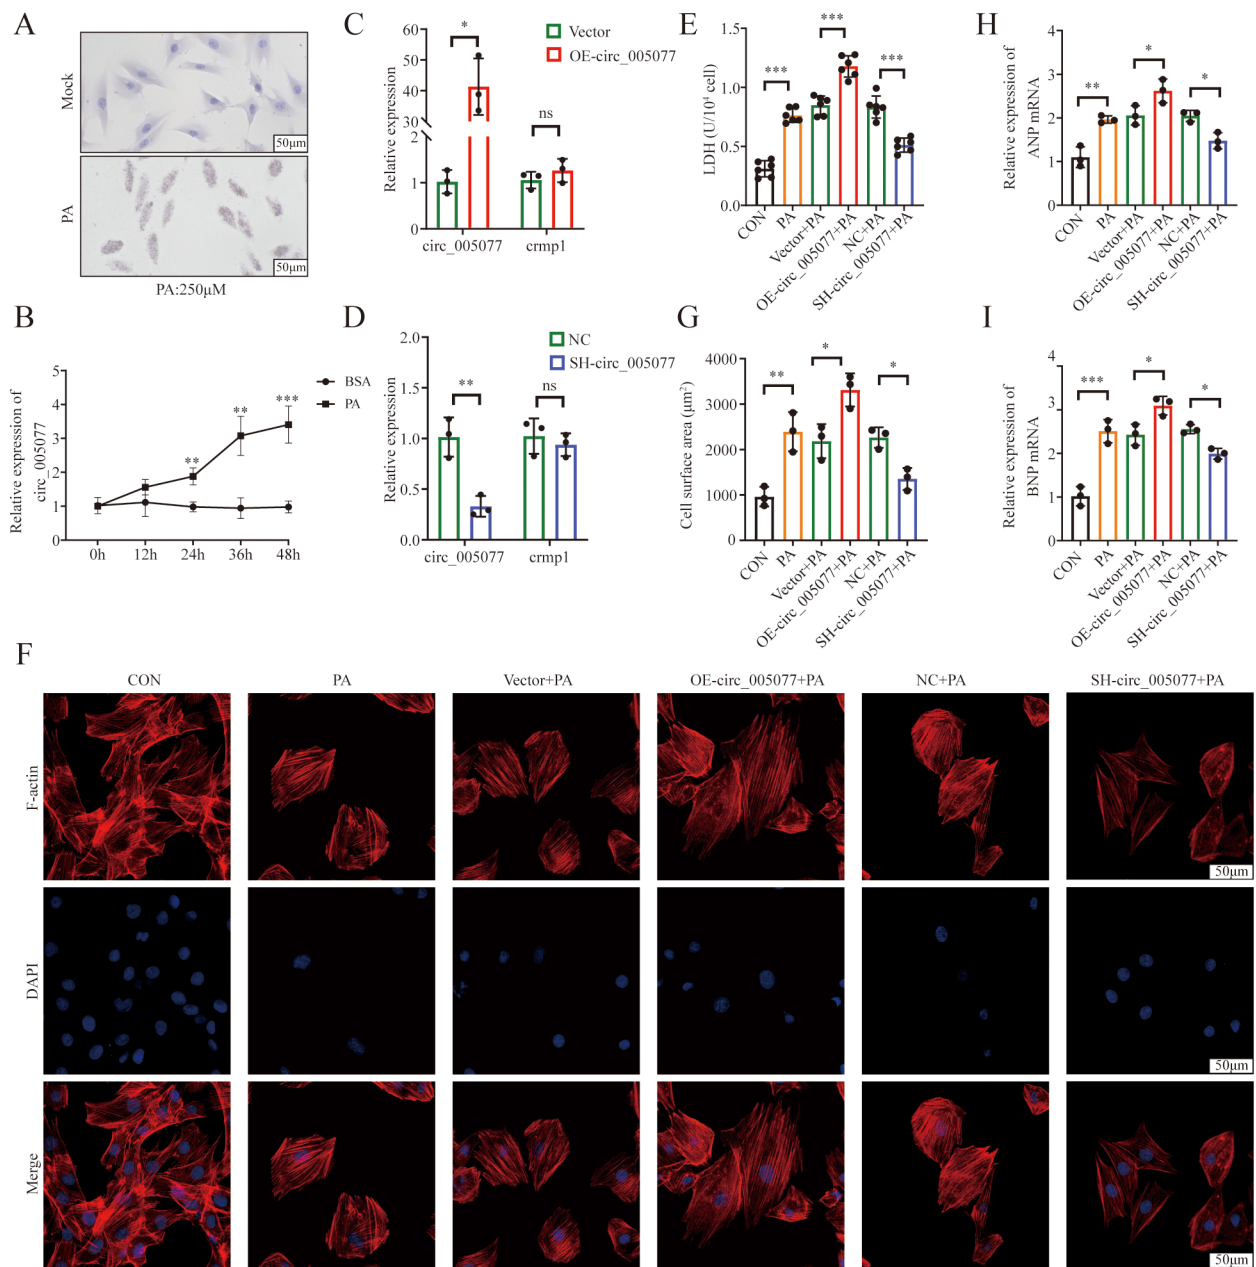 A
Mock
50μm
PA
50μm
PA:250μM
B
Relative expression of
circ_005077
5
4
3
2
1
0
0h
12h
24h
36h
48h
**
**
***
BSA
PA
C
Relative expression
60
50
40
30
2
1
0
*
ns
circ_005077
crmp1
Vector
OE-circ_005077
D
Relative expression
2.0
1.5
1.0
0.5
0.0
**
ns
circ_005077
crmp1
NC
SH-circ_005077
E
LDH (U/10⁴ cell)
1.5
1.0
0.5
0.0
***
***
***
CON
PA
Vector+PA
OE-circ_005077+PA
NC+PA
SH-circ_005077+PA
G
Cell surface area (μm²)
4000
3000
2000
1000
0
**
*
*
CON
PA
Vector+PA
OE-circ_005077+PA
NC+PA
SH-circ_005077+PA
H
Relative expression of
ANP mRNA
4
3
2
1
0
**
*
*
CON
PA
Vector+PA
OE-circ_005077+PA
NC+PA
SH-circ_005077+PA
I
Relative expression of
BNP mRNA
4
3
2
1
0
***
*
*
CON
PA
Vector+PA
OE-circ_005077+PA
NC+PA
SH-circ_005077+PA
F
CON
PA
Vector+PA
OE-circ_005077+PA
NC+PA
SH-circ_005077+PA
F-actin
50μm
DAPI
50μm
Merge
50μm